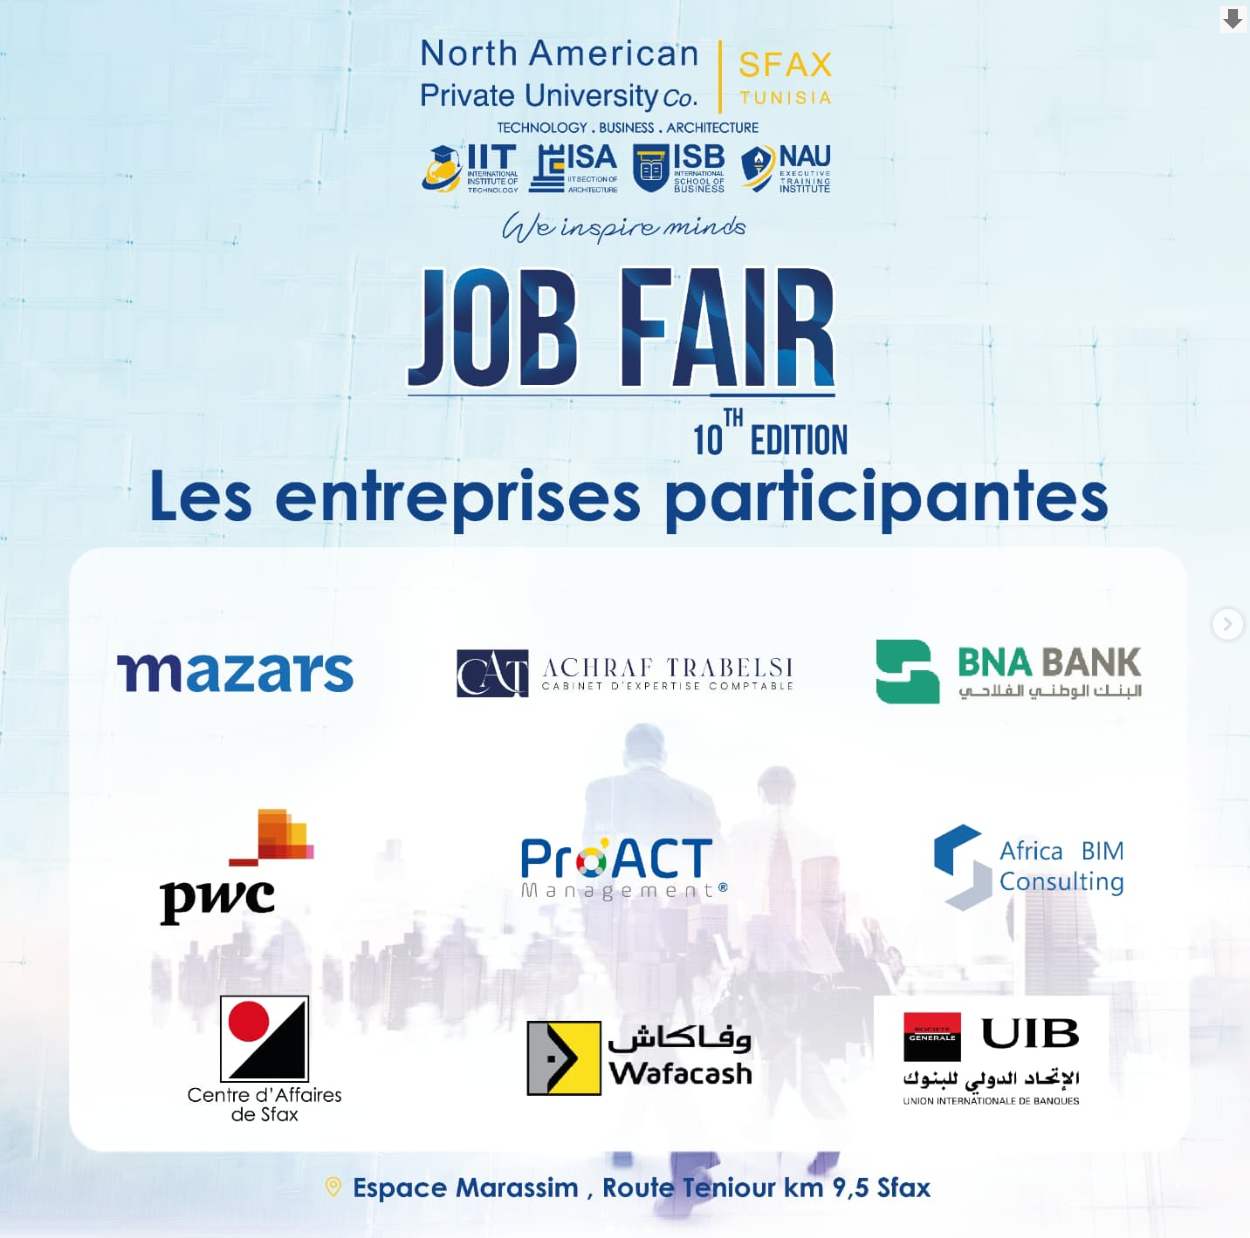 North American
Private University Co.
SFAX
TUNISIA
TECHNOLOGY . BUSINESS . ARCHITECTURE
IIT
INTERNATIONAL
INSTITUTE OF
TECHNOLOGY
ISA
IIT SECTION OF
ARCHITECTURE
ISB
INTERNATIONAL
SCHOOL OF
BUSINESS
NAU
EXECUTIVE
TRAINING
INSTITUTE
We inspire minds
JOB FAIR
10TH EDITION
Les entreprises participantes
mazars
CAT
ACHRAF TRABELSI
CABINET D'EXPERTISE COMPTABLE
BNA BANK
البنك الوطني الفلاحي
pwc
ProACT
Management®
Africa BIM
Consulting
Centre d'Affaires
de Sfax
وفاكاش
Wafacash
SOCIETE
GENERALE
UIB
الإتحاد الدولي للبنوك
UNION INTERNATIONALE DE BANQUES
Espace Marassim , Route Teniour km 9,5 Sfax